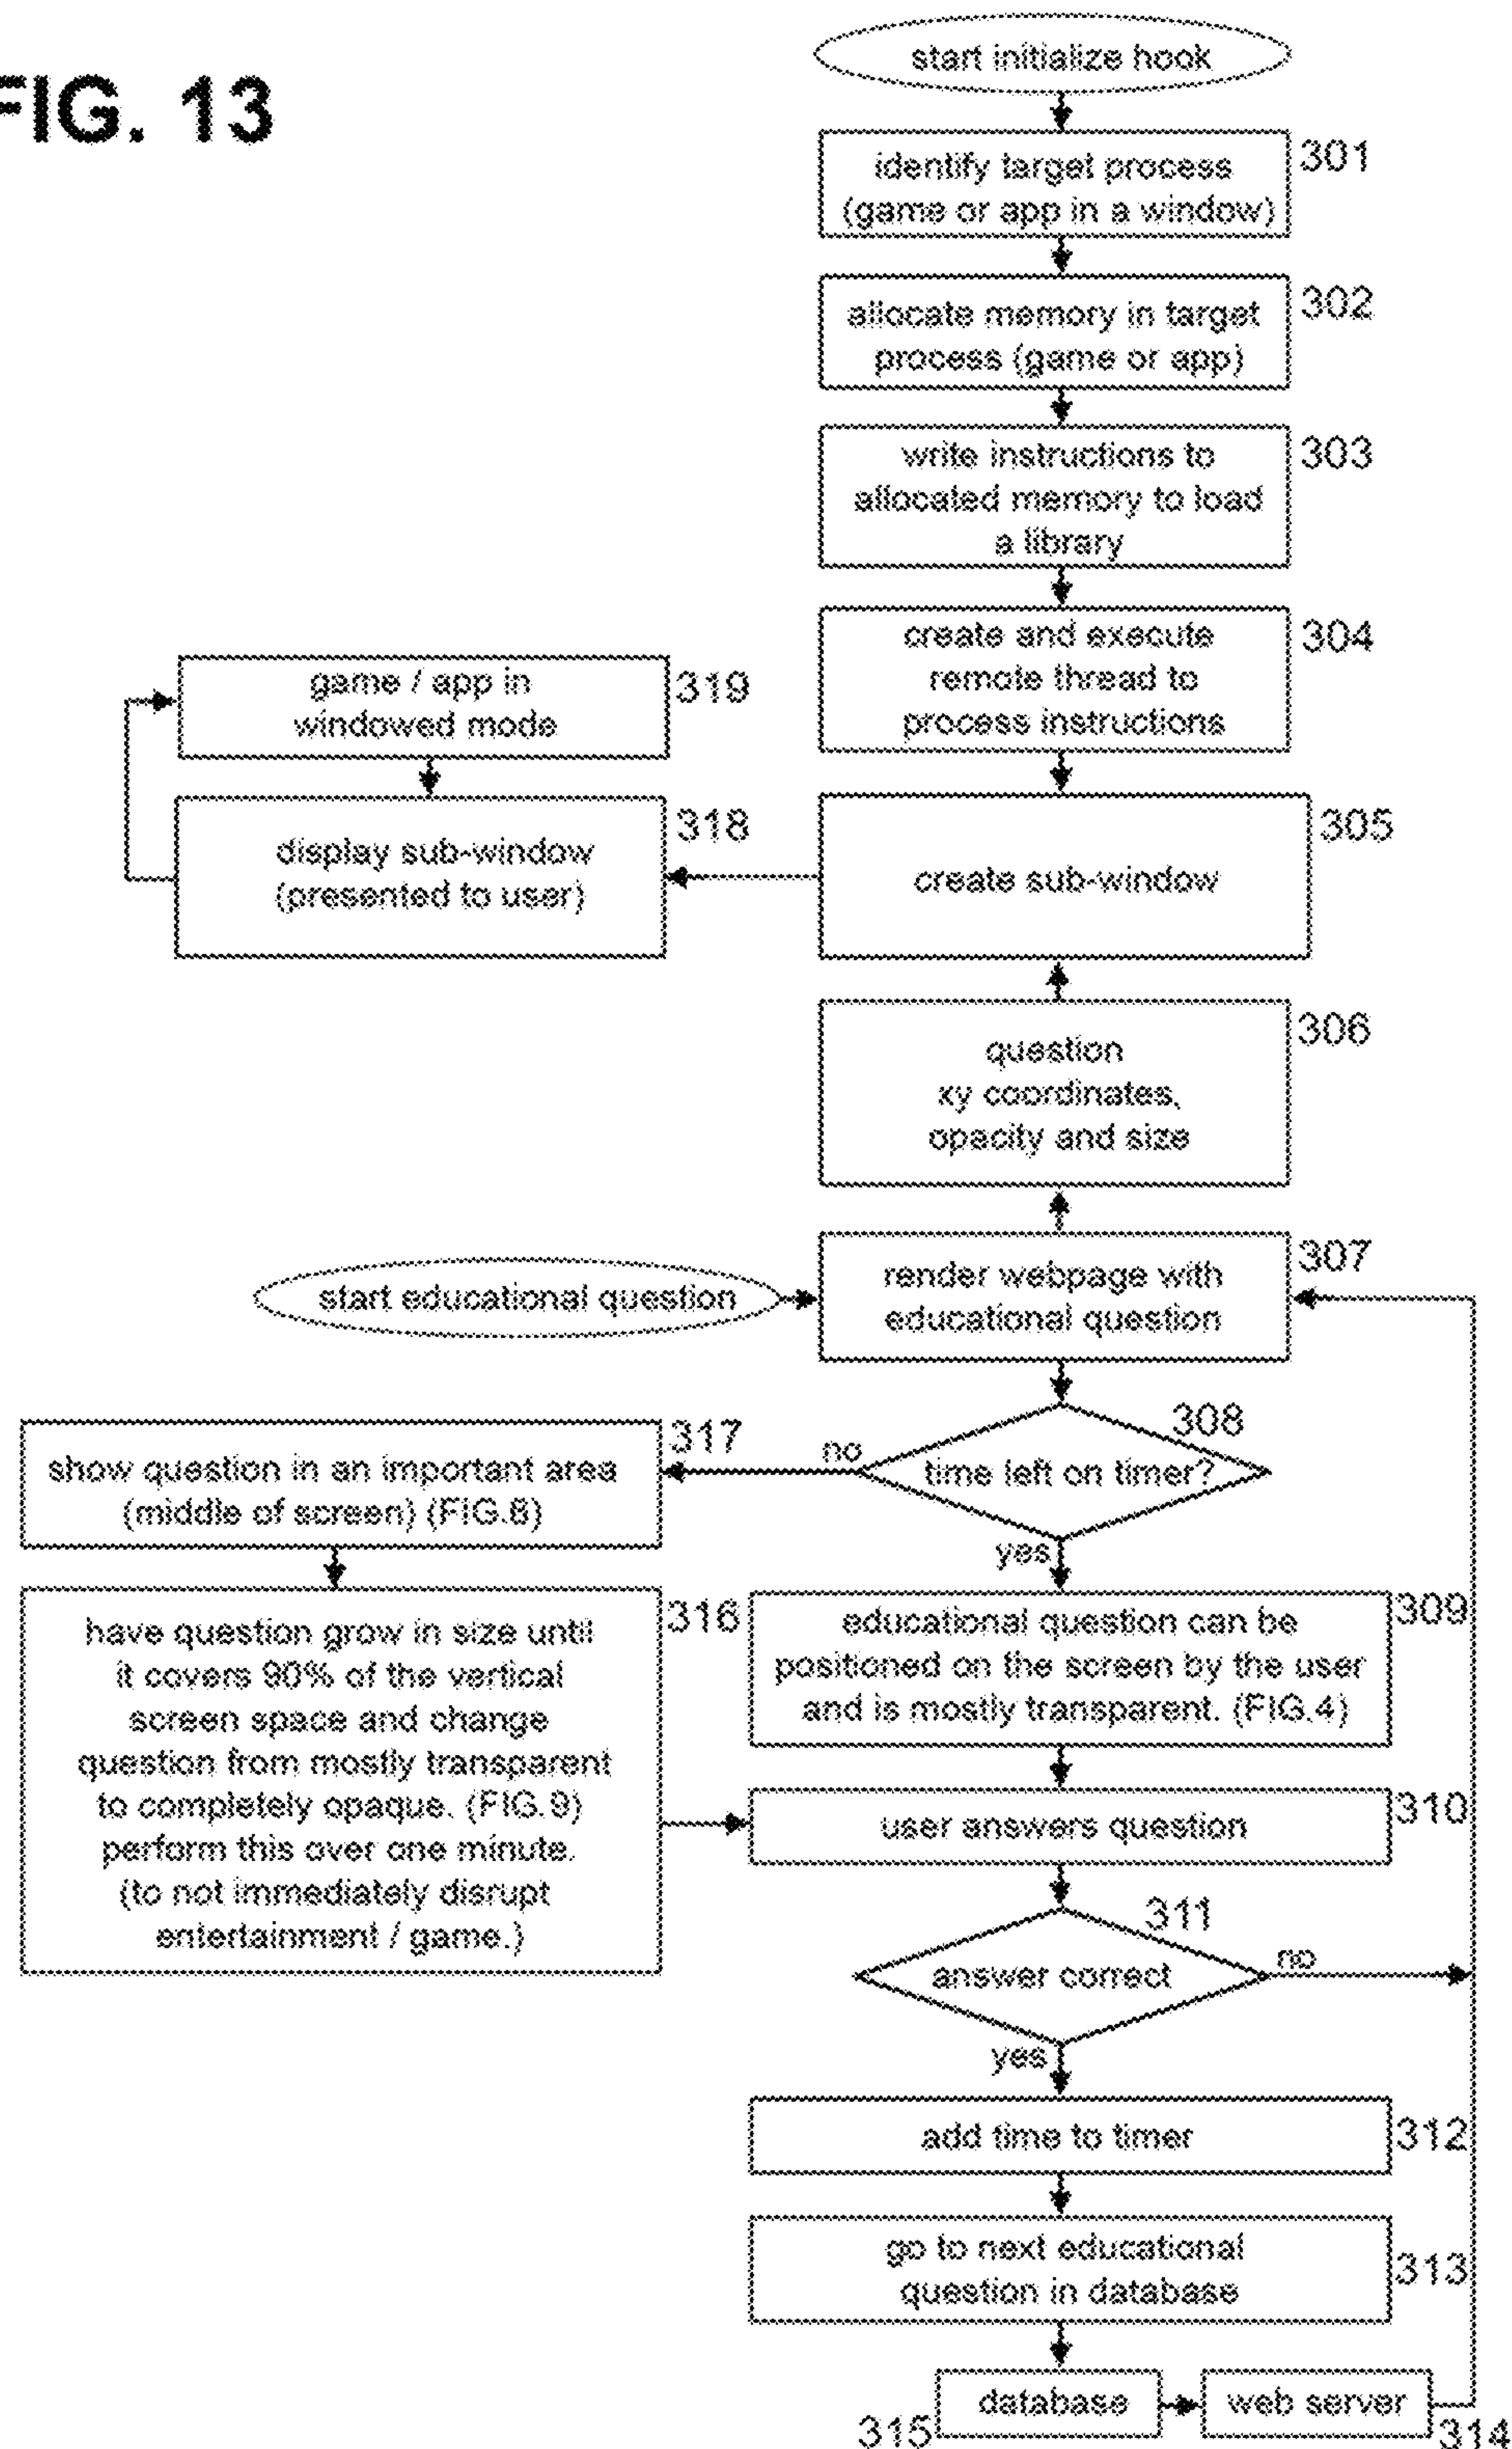 FIG. 13
start initialize hook
identify target process
(game or app in a window)
301
allocate memory in target
process (game or app)
302
write instructions to
allocated memory to load
a library
303
create and execute
remote thread to
process instructions
304
game / app in
windowed mode
319
display sub-window
(presented to user)
318
create sub-window
305
question
xy coordinates,
opacity and size
306
start educational question
render webpage with
educational question
307
time left on timer?
308
no
yes
show question in an important area
(middle of screen) (FIG.8)
317
have question grow in size until
it covers 90% of the vertical
screen space and change
question from mostly transparent
to completely opaque. (FIG.9)
perform this over one minute.
(to not immediately disrupt
entertainment / game.)
316
educational question can be
positioned on the screen by the user
and is mostly transparent. (FIG.4)
309
user answers question
310
311
answer correct
no
yes
add time to timer
312
go to next educational
question in database
313
database
315
web server
314